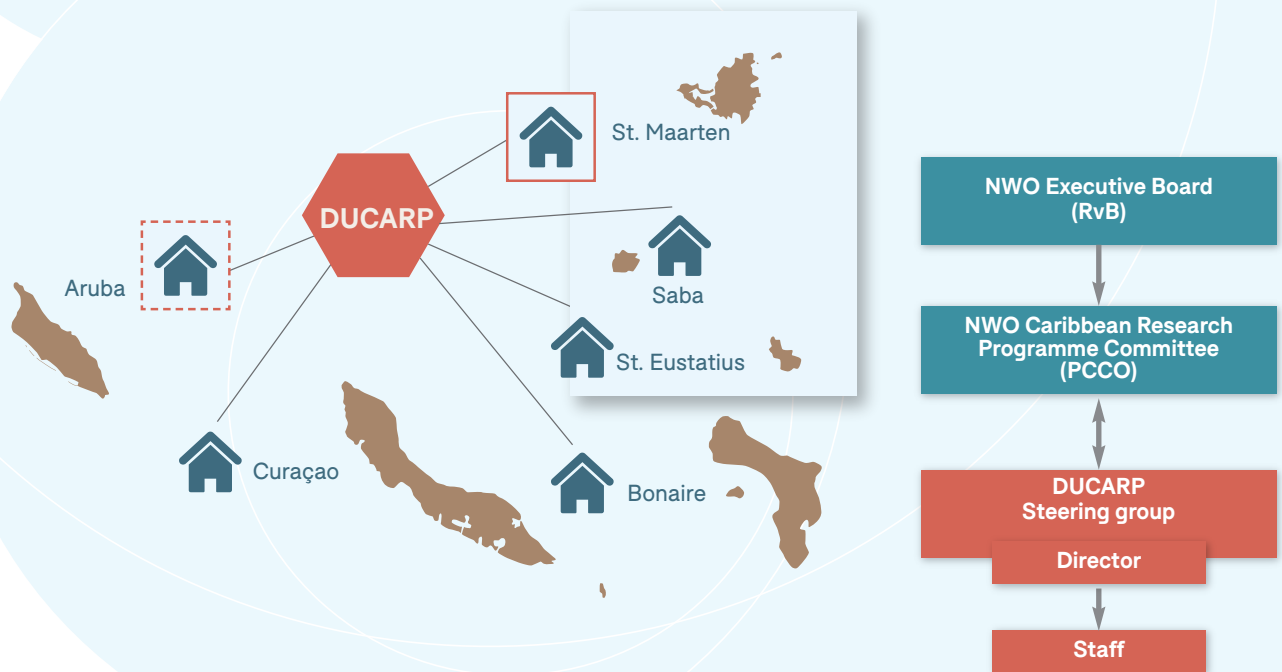 St. Maarten
DUCARP
Aruba
Saba
St. Eustatius
Curaçao
Bonaire
NWO Executive Board
(RvB)
NWO Caribbean Research
Programme Committee
(PCCO)
DUCARP
Steering group
Director
Staff